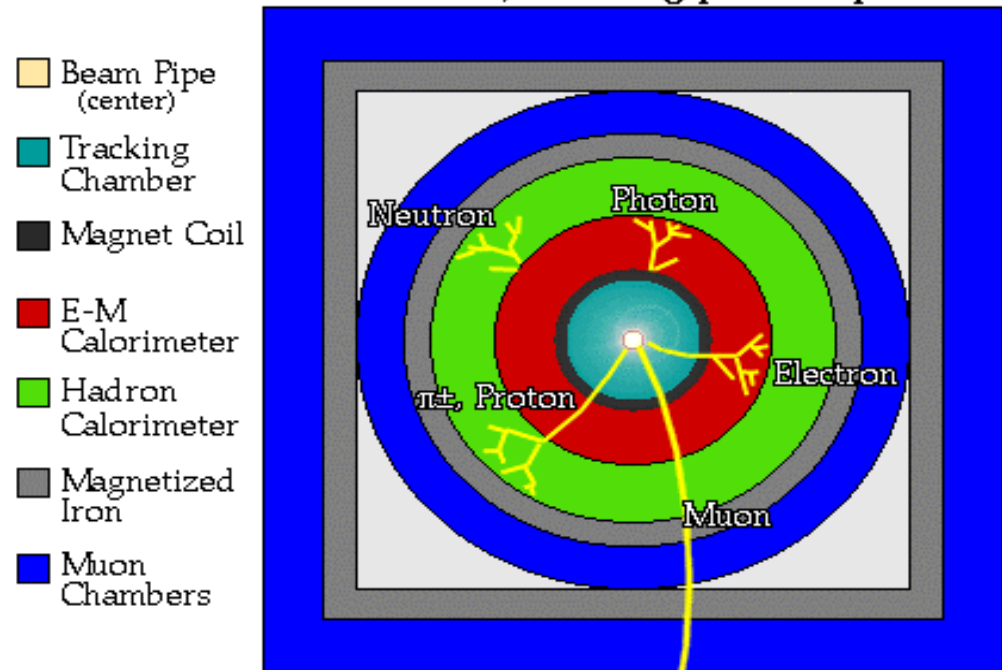 Beam Pipe
(center)
Tracking
Chamber
Magnet Coil
E-M
Calorimeter
Hadron
Calorimeter
Magnetized
Iron
Muon
Chambers
Neutron
Photon
Electron
π±, Proton
Muon